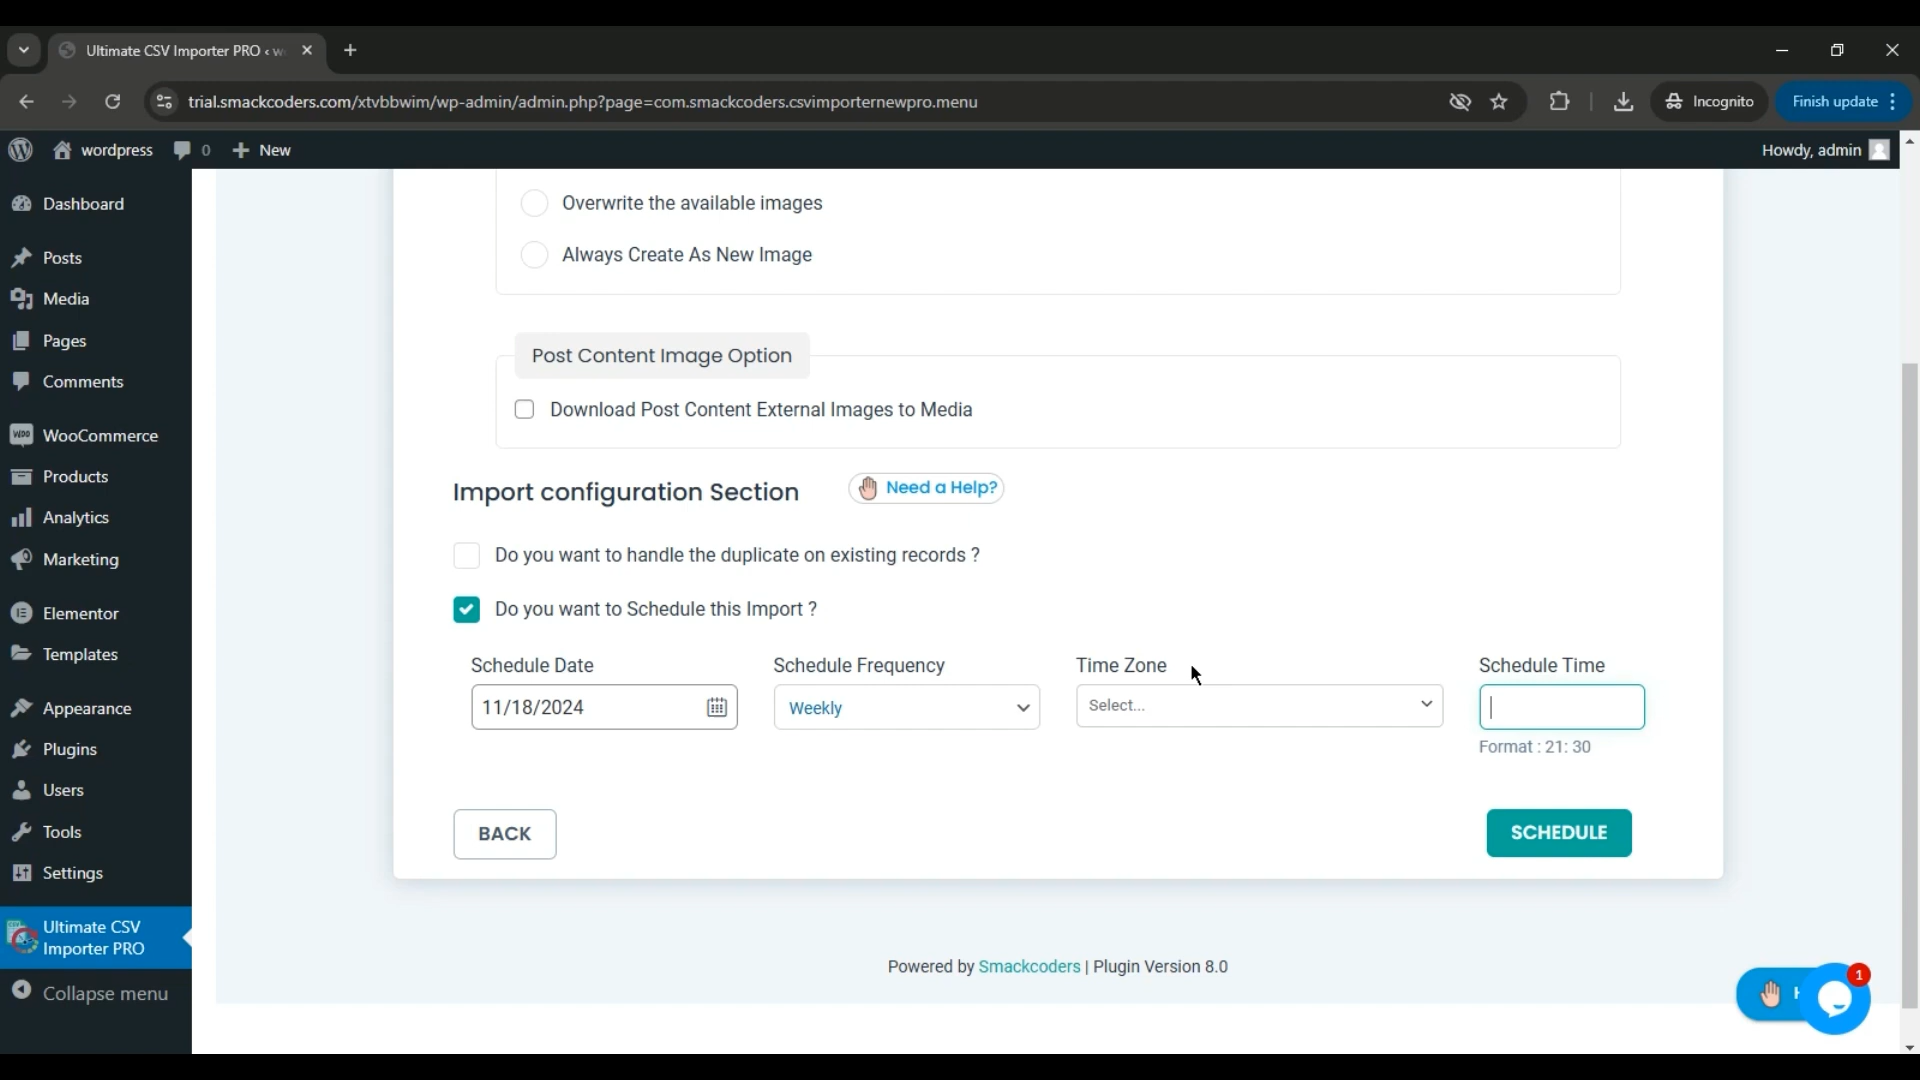 Ultimate CSV Importer PRO ‹ w
trial.smackcoders.com/xtvbbwim/wp-admin/admin.php?page=com.smackcoders.csvimporternewpro.menu
Incognito
Finish update
wordpress
0
New
Howdy, admin
Dashboard
Posts
Media
Pages
Comments
WooCommerce
Products
Analytics
Marketing
Elementor
Templates
Appearance
Plugins
Users
Tools
Settings
Ultimate CSV
Importer PRO
Collapse menu
Overwrite the available images
Always Create As New Image
Post Content Image Option
Download Post Content External Images to Media
Import configuration Section
Need a Help?
Do you want to handle the duplicate on existing records ?
Do you want to Schedule this Import ?
Schedule Date
Schedule Frequency
Time Zone
Schedule Time
11/18/2024
Weekly
Select...
Format : 21: 30
BACK
SCHEDULE
Powered by Smackcoders | Plugin Version 8.0
1